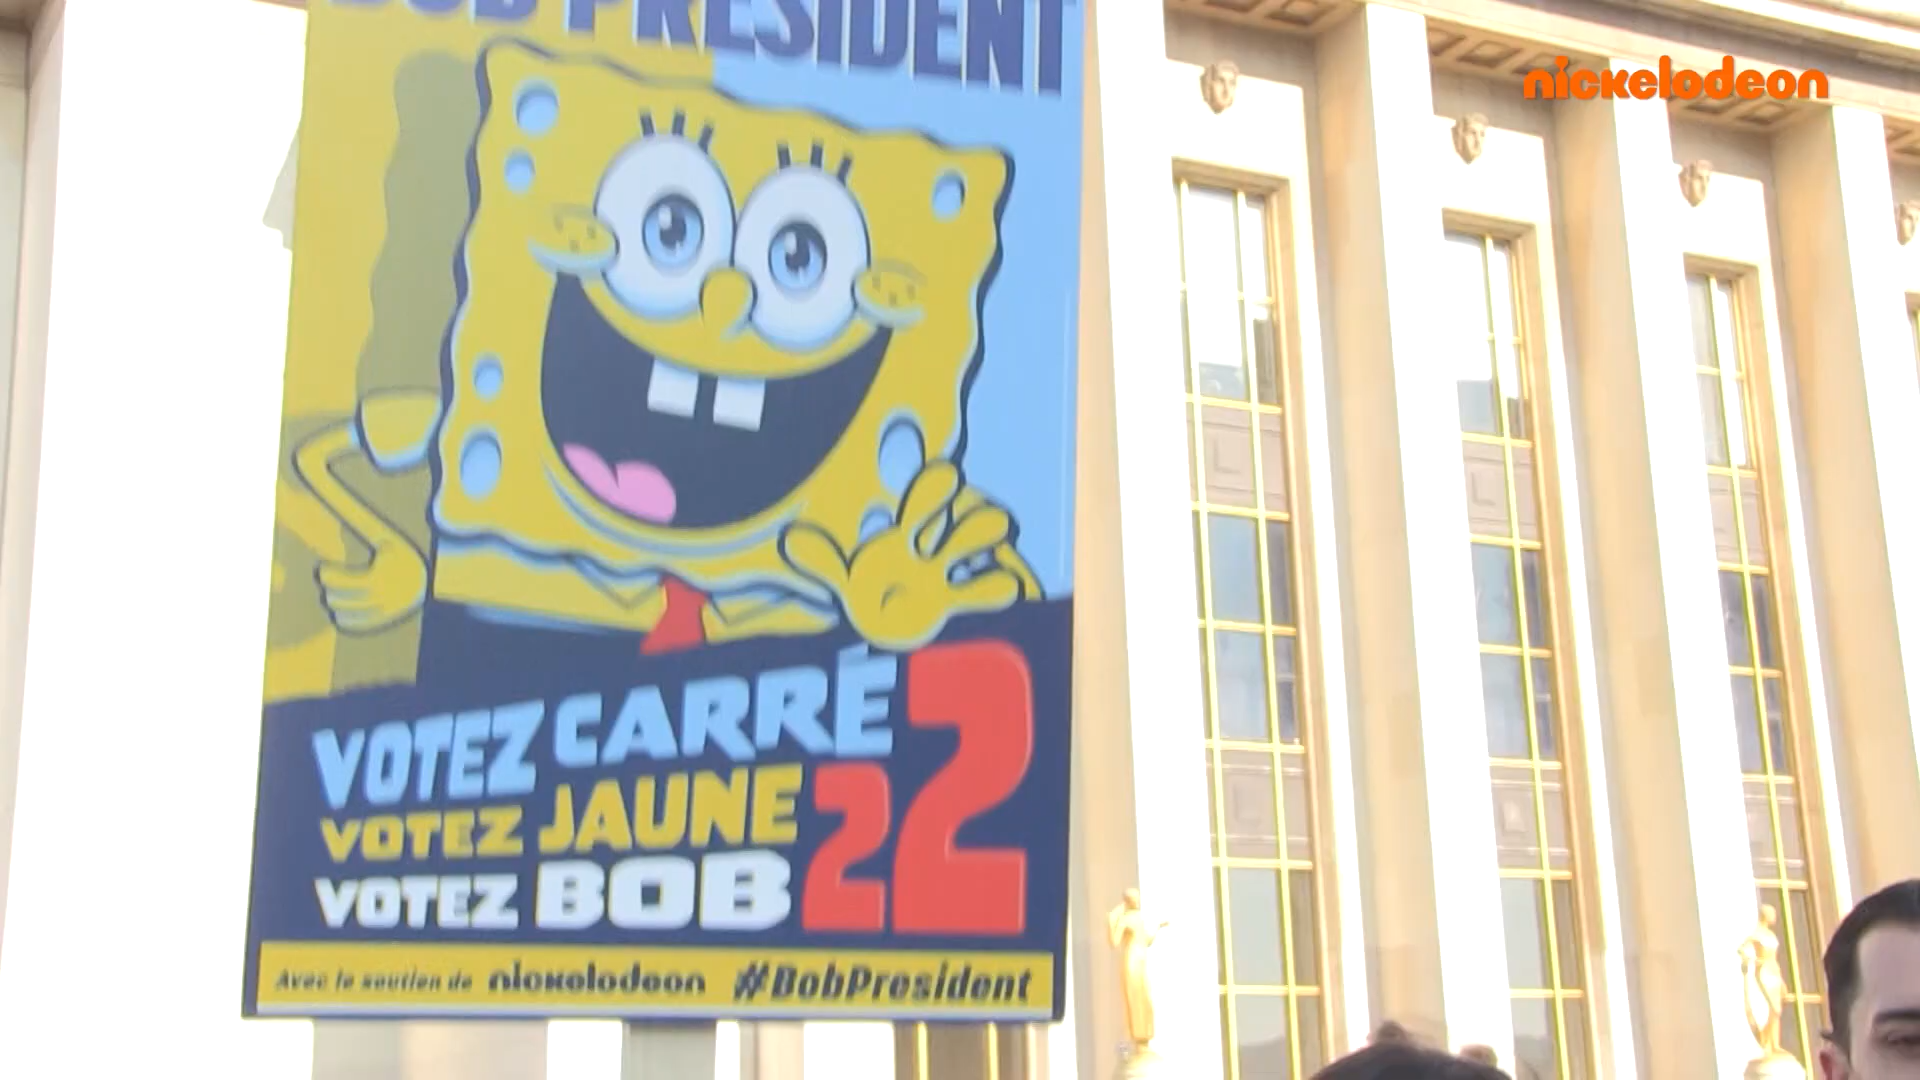 BOB PRESIDENT
nickelodeon
VOTEZ CARRÉ
VOTEZ JAUNE
VOTEZ BOB
22
Avec le soutien de nickelodeon #BobPresident